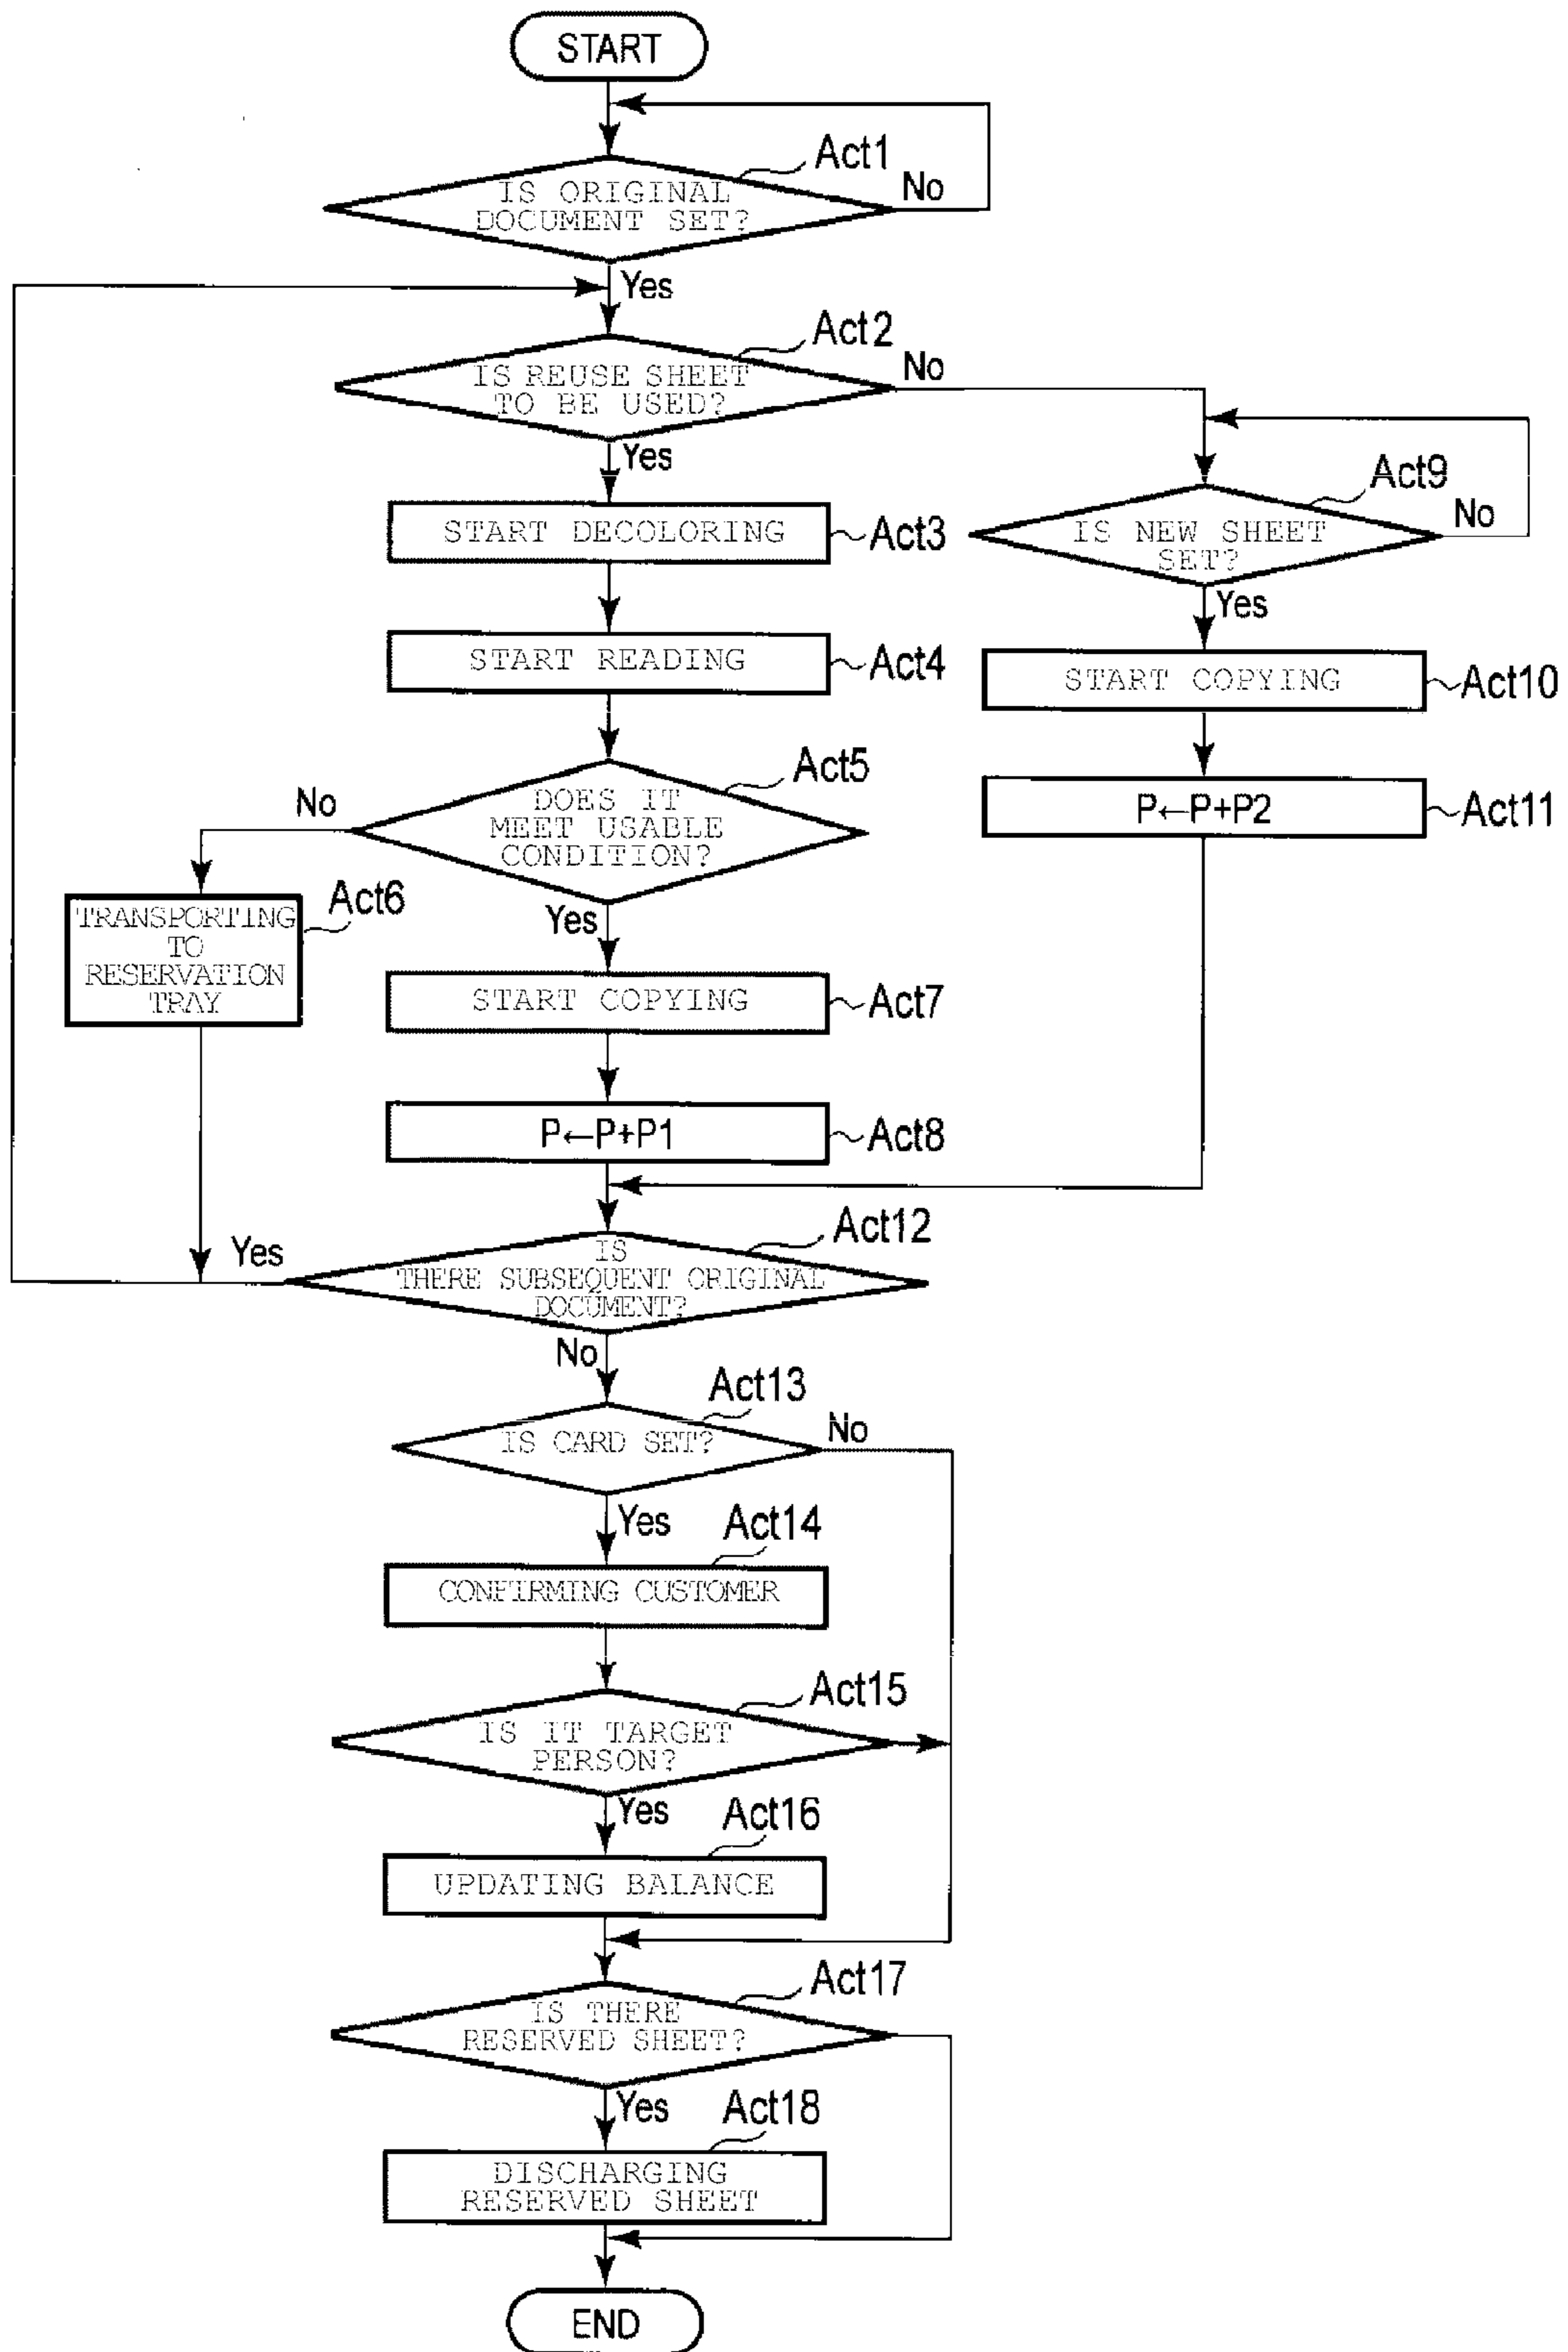 START
Act1
IS ORIGINAL
DOCUMENT SET?
No
Yes
Act2
IS REUSE SHEET
TO BE USED?
No
Yes
Act9
IS NEW SHEET
SET?
No
START DECOLORING
Act3
Yes
START READING
Act4
START COPYING
Act10
Act5
DOES IT
MEET USABLE
CONDITION?
No
P←P+P2
Act11
Act6
TRANSPORTING
TO
RESERVATION
TRAY
Yes
START COPYING
Act7
P←P+P1
Act8
Act12
IS
THERE SUBSEQUENT ORIGINAL
DOCUMENT?
Yes
No
Act13
IS CARD SET?
No
Yes
Act14
CONFIRMING CUSTOMER
Act15
IS IT TARGET
PERSON?
Yes
Act16
UPDATING BALANCE
Act17
IS THERE
RESERVED SHEET?
Yes
Act18
DISCHARGING
RESERVED SHEET
END